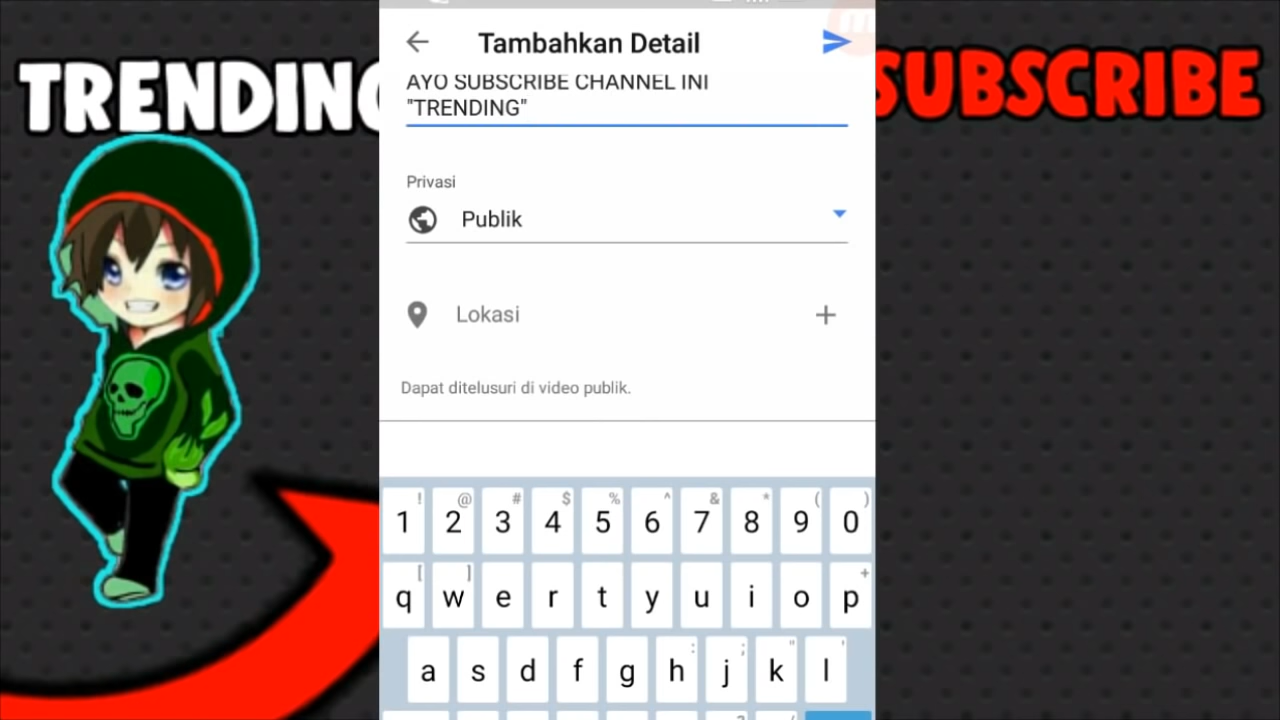 TRENDING
SUBSCRIBE
Tambahkan Detail
AYO SUBSCRIBE CHANNEL INI
"TRENDING"
Privasi
Publik
Lokasi
Dapat ditelusuri di video publik.
! @ # $ % ^ & * ( )
1 2 3 4 5 6 7 8 9 0
[ ] +
q w e r t y u i o p
: ; " '
a s d f g h j k l